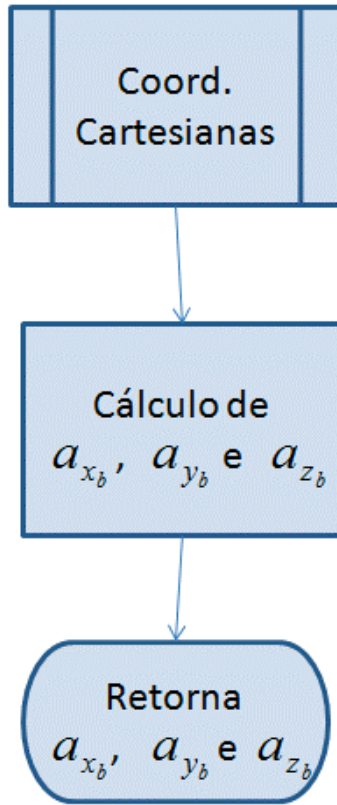 Coord.
Cartesianas
Cálculo de
a_{x_b}, a_{y_b} e a_{z_b}
Retorna
a_{x_b}, a_{y_b} e a_{z_b}